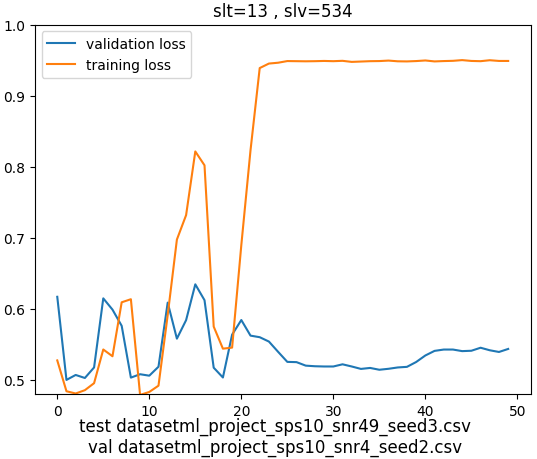 slt=13 , slv=534
validation loss
training loss
1.0
0.9
0.8
0.7
0.6
0.5
0 10 20 30 40 50
test datasetml_project_sps10_snr49_seed3.csv
val datasetml_project_sps10_snr4_seed2.csv